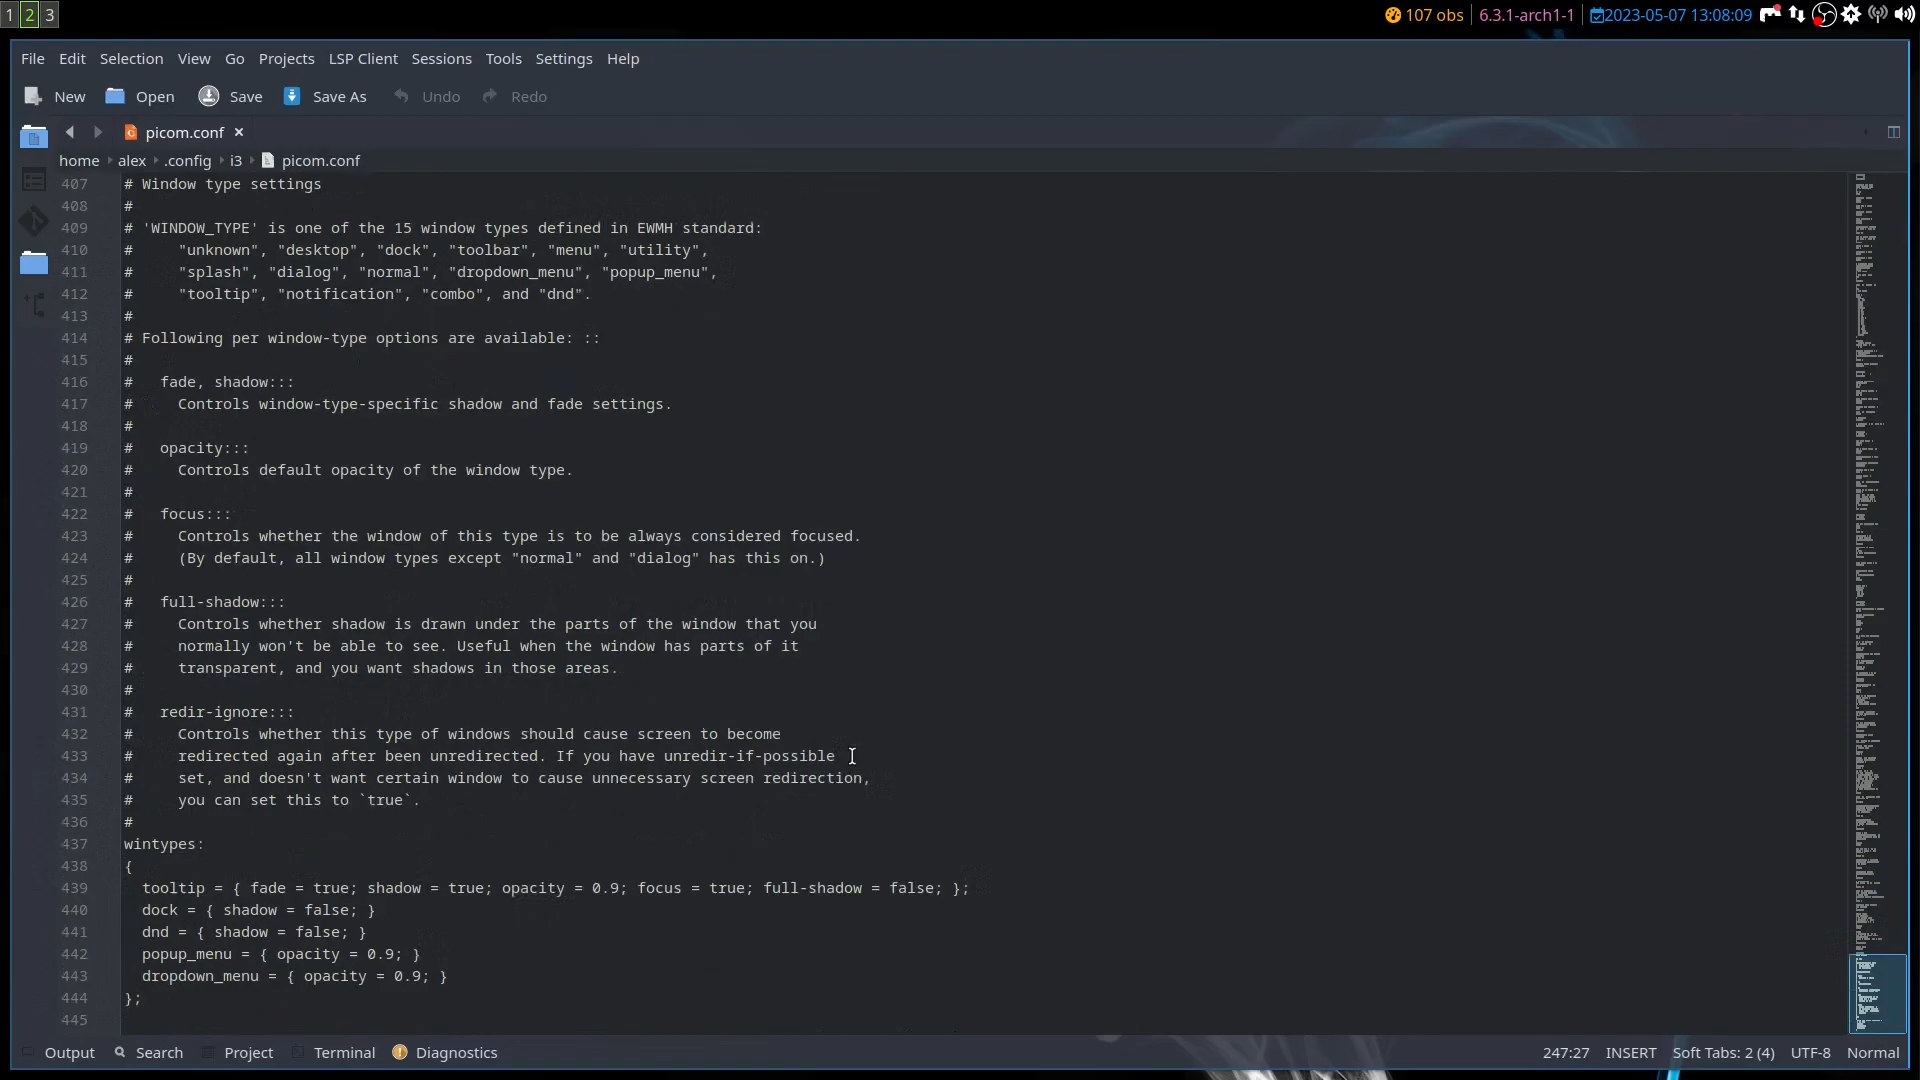 1 2 3
107 obs | 6.3.1-arch1-1 | 2023-05-07 13:08:09
File Edit Selection View Go Projects LSP Client Sessions Tools Settings Help
New Open Save Save As Undo Redo
picom.conf
home alex .config i3 picom.conf
407 # Window type settings
408 #
409 # 'WINDOW_TYPE' is one of the 15 window types defined in EWMH standard:
410 #     "unknown", "desktop", "dock", "toolbar", "menu", "utility",
411 #     "splash", "dialog", "normal", "dropdown_menu", "popup_menu",
412 #     "tooltip", "notification", "combo", and "dnd".
413 #
414 # Following per window-type options are available: ::
415 #
416 #   fade, shadow:::
417 #     Controls window-type-specific shadow and fade settings.
418 #
419 #   opacity:::
420 #     Controls default opacity of the window type.
421 #
422 #   focus:::
423 #     Controls whether the window of this type is to be always considered focused.
424 #     (By default, all window types except "normal" and "dialog" has this on.)
425 #
426 #   full-shadow:::
427 #     Controls whether shadow is drawn under the parts of the window that you
428 #     normally won't be able to see. Useful when the window has parts of it
429 #     transparent, and you want shadows in those areas.
430 #
431 #   redir-ignore:::
432 #     Controls whether this type of windows should cause screen to become
433 #     redirected again after been unredirected. If you have unredir-if-possible
434 #     set, and doesn't want certain window to cause unnecessary screen redirection,
435 #     you can set this to `true`.
436 #
437 wintypes:
438 {
439   tooltip = { fade = true; shadow = true; opacity = 0.9; focus = true; full-shadow = false; };
440   dock = { shadow = false; }
441   dnd = { shadow = false; }
442   popup_menu = { opacity = 0.9; }
443   dropdown_menu = { opacity = 0.9; }
444 };
445
Output Search Project Terminal Diagnostics 247:27 INSERT Soft Tabs: 2 (4) UTF-8 Normal